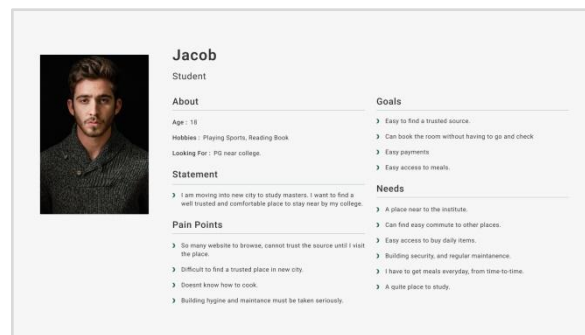 Jacob
Student
About
Age : 18
Hobbies : Playing Sports, Reading Book
Looking For : PG near college.
Statement
I am moving into new city to study masters. I want to find a
well trusted and comfortable place to stay near by my college.
Pain Points
So many website to browse, cannot trust the source until I visit
the place.
Difficult to find a trusted place in new city.
Doesnt know how to cook.
Building hygine and maintance must be taken seriously.
Goals
Easy to find a trusted source.
Can book the room without having to go and check
Easy payments
Easy access to meals.
Needs
A place near to the institute.
Can find easy commute to other places.
Easy access to buy daily items.
Building security, and regular maintanence.
I have to get meals everyday, from time-to-time.
A quite place to study.